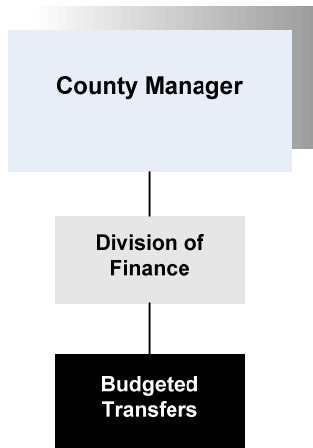 County Manager
Division of
Finance
Budgeted
Transfers